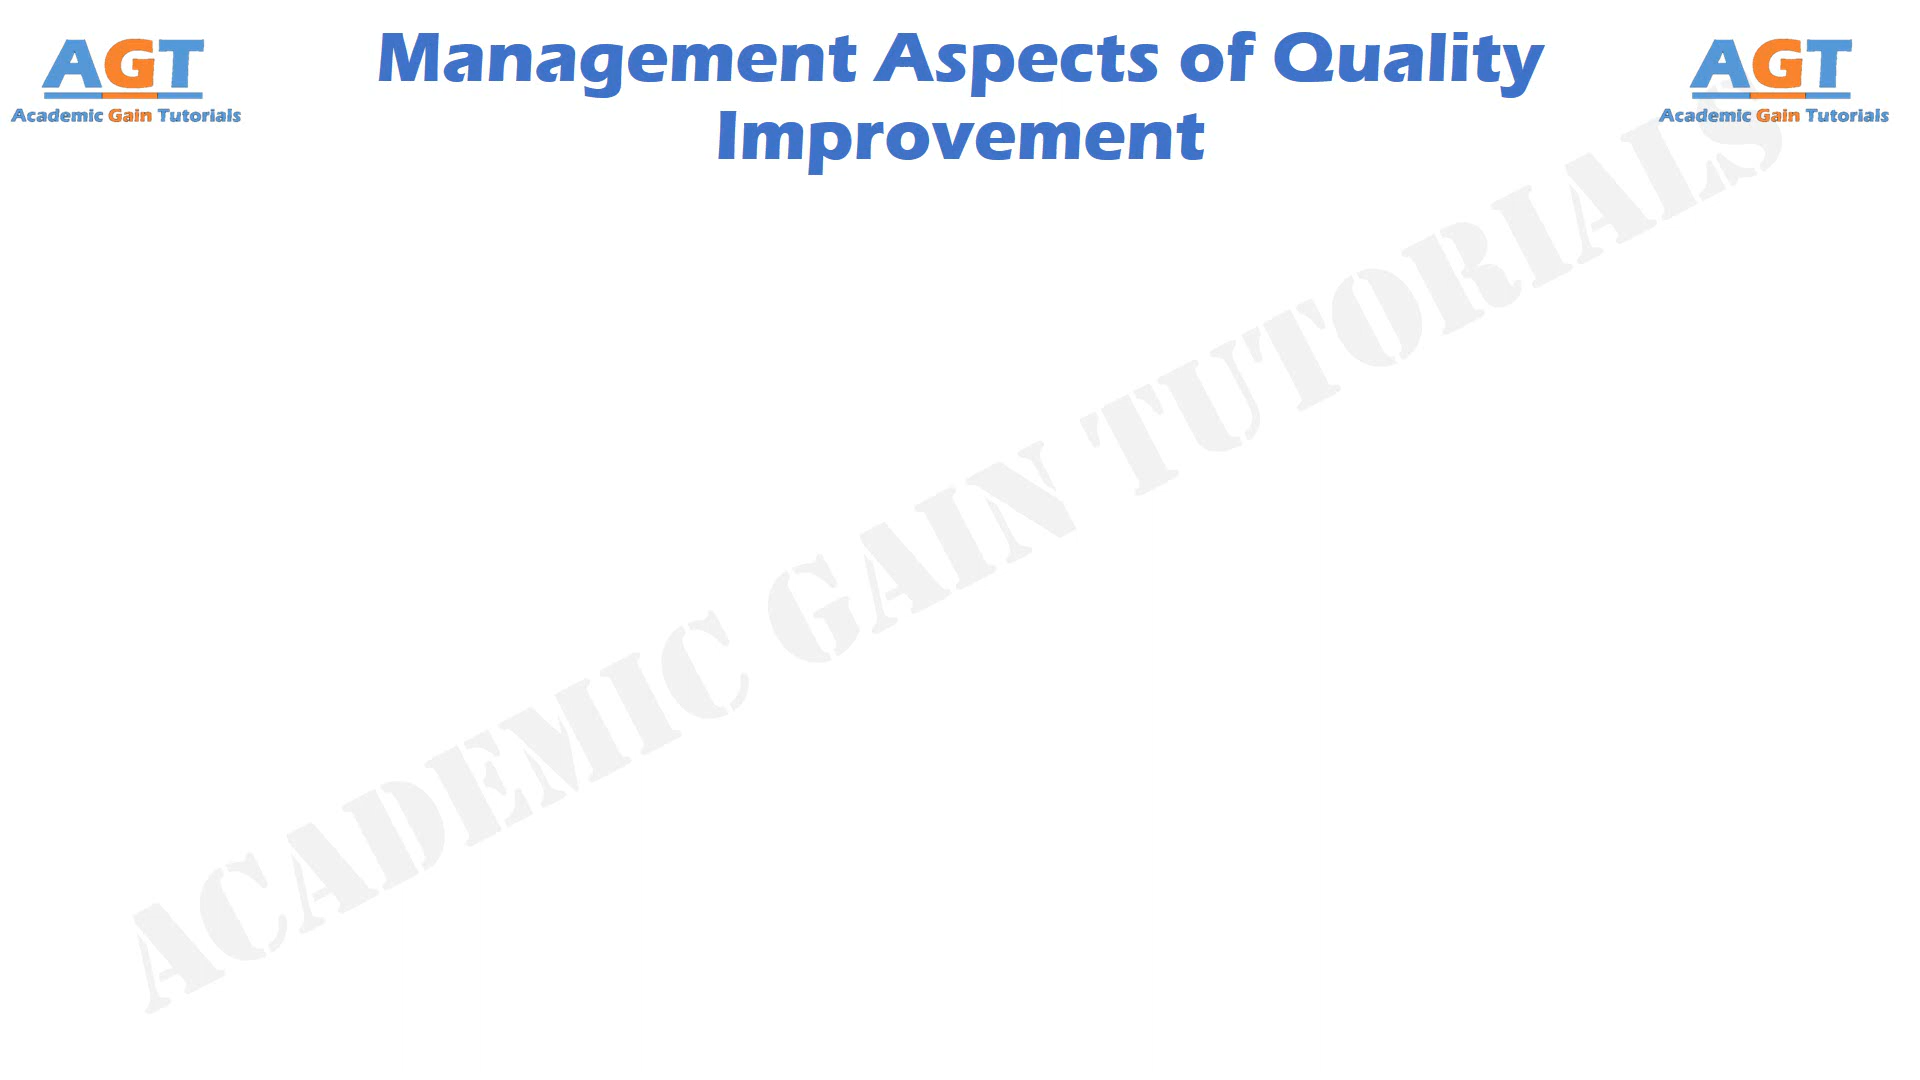 AGT
Academic Gain Tutorials
Management Aspects of Quality
Improvement
AGT
Academic Gain Tutorials
ACADEMIC GAIN TUTORIALS